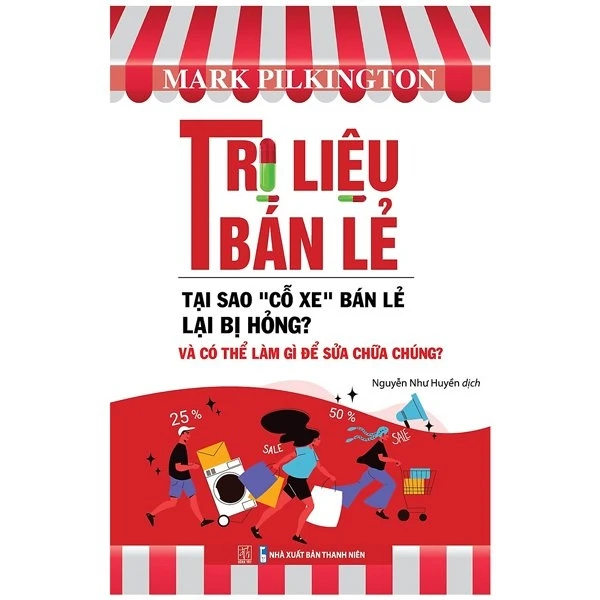 MARK PILKINGTON
TRỊ LIỆU
BÁN LẺ
TẠI SAO "CỖ XE" BÁN LẺ
LẠI BỊ HỎNG?
VÀ CÓ THỂ LÀM GÌ ĐỂ SỬA CHỮA CHÚNG?
Nguyễn Như Huyền dịch
25%
50%
SALE
SALE
NHÀ XUẤT BẢN THANH NIÊN